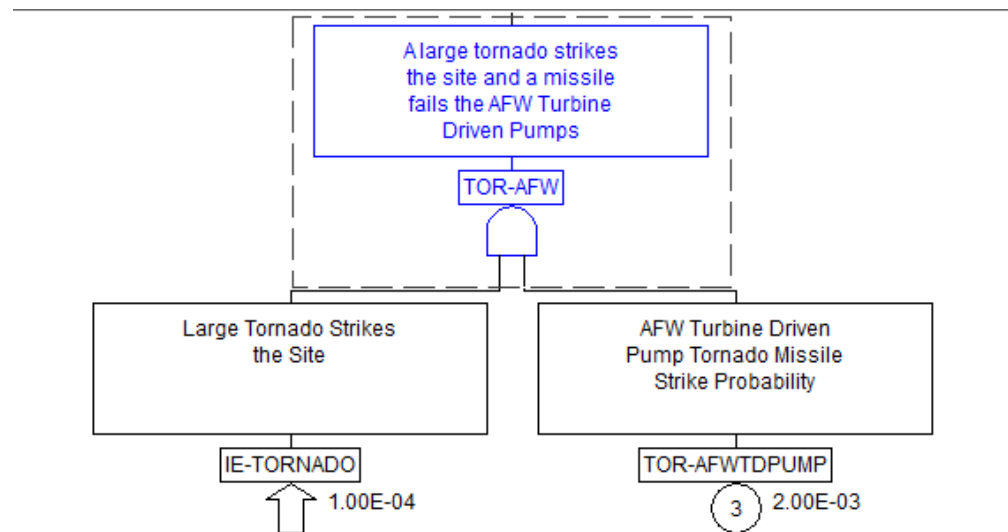 A large tornado strikes
the site and a missile
fails the AFW Turbine
Driven Pumps
TOR-AFW
Large Tornado Strikes
the Site
IE-TORNADO
1.00E-04
AFW Turbine Driven
Pump Tornado Missile
Strike Probability
TOR-AFWTDPUMP
3
2.00E-03